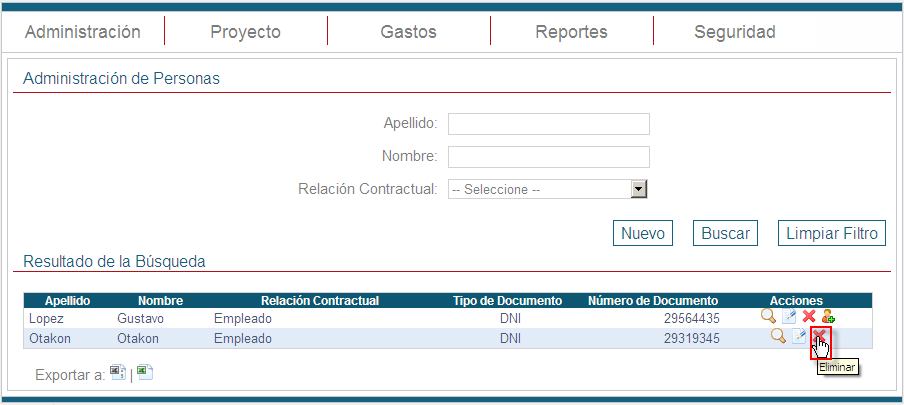 Administración Proyecto Gastos Reportes Seguridad
Administración de Personas
Apellido:
Nombre:
Relación Contractual: -- Seleccione --
Nuevo Buscar Limpiar Filtro
Resultado de la Búsqueda
Apellido Nombre Relación Contractual Tipo de Documento Número de Documento Acciones
Lopez Gustavo Empleado DNI 29564435
Otakon Otakon Empleado DNI 29319345
Eliminar
Exportar a: |